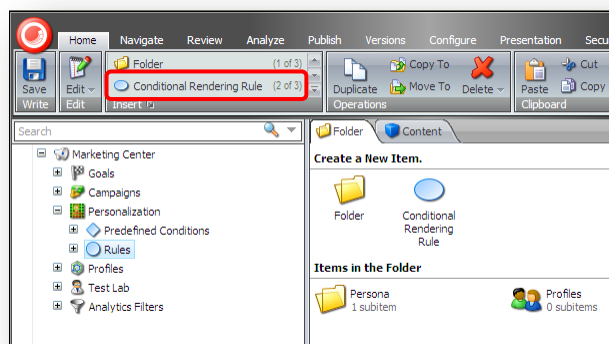 Home Navigate Review Analyze Publish Versions Configure Presentation Secu
Folder (1 of 3)
Conditional Rendering Rule (2 of 3)
Save Edit Duplicate Copy To Move To Delete Paste Cut Copy
Write Edit Insert Operations Clipboard
Search
Folder Content
Marketing Center
Goals
Campaigns
Personalization
Predefined Conditions
Rules
Profiles
Test Lab
Analytics Filters
Create a New Item.
Folder
Conditional
Rendering
Rule
Items in the Folder
Persona
1 subitem
Profiles
0 subitems